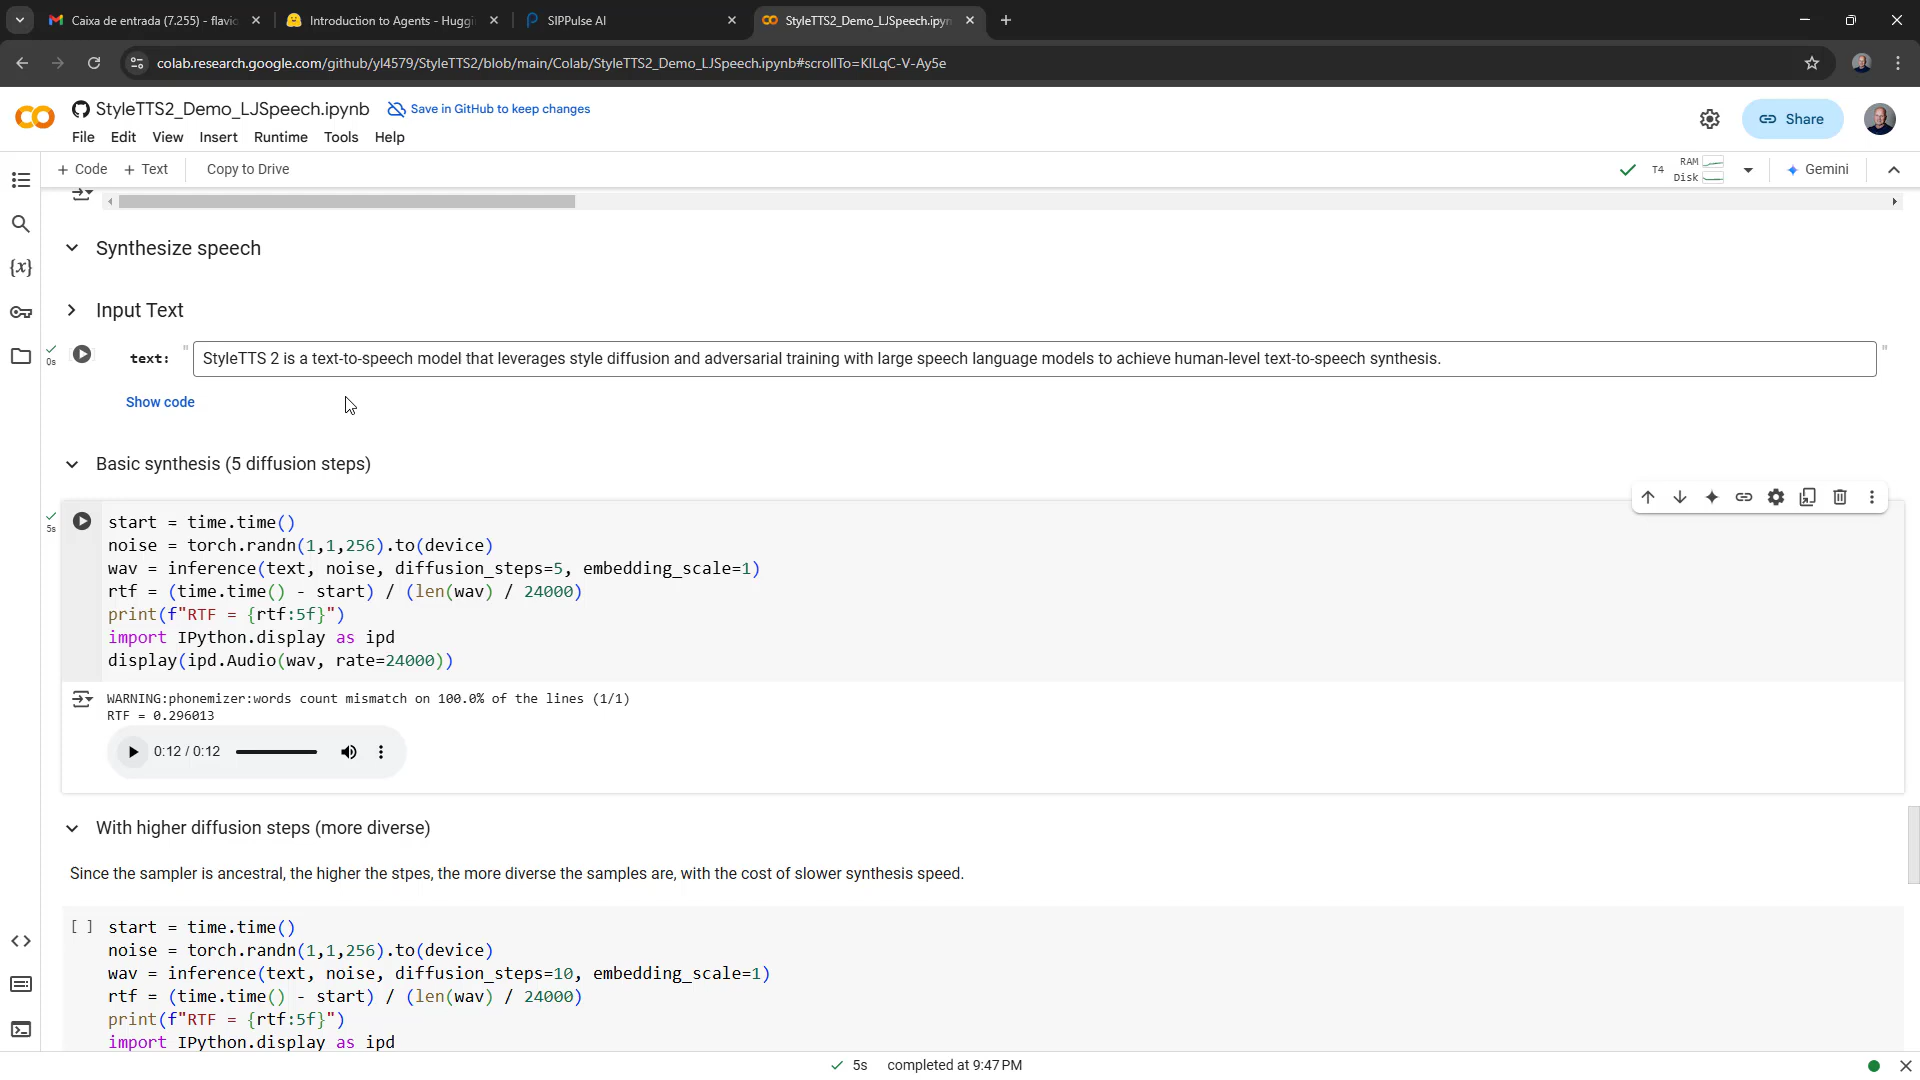 Caixa de entrada (7.255) - flavio
Introduction to Agents - Huggi
SIPPulse AI
StyleTTS2_Demo_LJSpeech.ipyn
colab.research.google.com/github/yl4579/StyleTTS2/blob/main/Colab/StyleTTS2_Demo_LJSpeech.ipynb#scrollTo=KILqC-V-Ay5e
StyleTTS2_Demo_LJSpeech.ipynb
Save in GitHub to keep changes
File Edit View Insert Runtime Tools Help
Share
+ Code + Text Copy to Drive
T4 RAM Disk Gemini
Synthesize speech
Input Text
0s
text: " StyleTTS 2 is a text-to-speech model that leverages style diffusion and adversarial training with large speech language models to achieve human-level text-to-speech synthesis. "
Show code
Basic synthesis (5 diffusion steps)
5s
start = time.time()
noise = torch.randn(1,1,256).to(device)
wav = inference(text, noise, diffusion_steps=5, embedding_scale=1)
rtf = (time.time() - start) / (len(wav) / 24000)
print(f"RTF = {rtf:5f}")
import IPython.display as ipd
display(ipd.Audio(wav, rate=24000))
WARNING:phonemizer:words count mismatch on 100.0% of the lines (1/1)
RTF = 0.296013
0:12 / 0:12
With higher diffusion steps (more diverse)
Since the sampler is ancestral, the higher the stpes, the more diverse the samples are, with the cost of slower synthesis speed.
[ ] start = time.time()
noise = torch.randn(1,1,256).to(device)
wav = inference(text, noise, diffusion_steps=10, embedding_scale=1)
rtf = (time.time() - start) / (len(wav) / 24000)
print(f"RTF = {rtf:5f}")
import IPython.display as ipd
5s completed at 9:47 PM